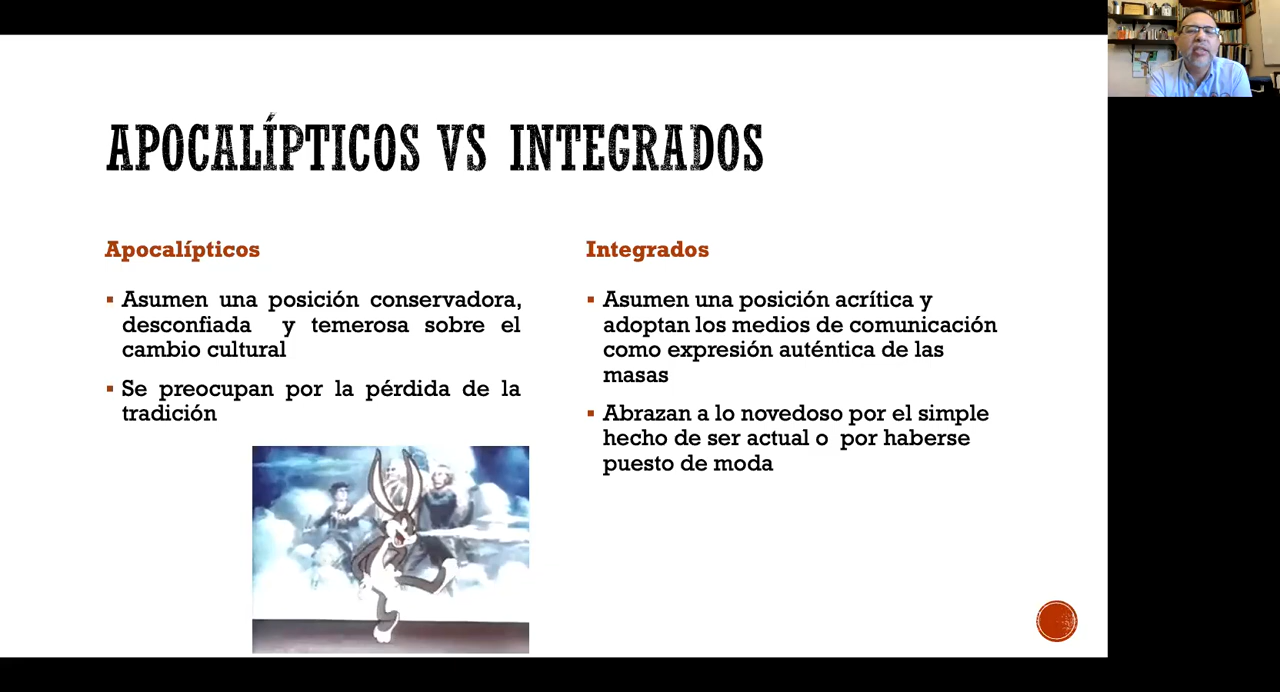 APOCALÍPTICOS VS INTEGRADOS
Apocalípticos
Asumen una posición conservadora,
desconfiada y temerosa sobre el
cambio cultural
Se preocupan por la pérdida de la
tradición
Integrados
Asumen una posición acrítica y
adoptan los medios de comunicación
como expresión auténtica de las
masas
Abrazan a lo novedoso por el simple
hecho de ser actual o por haberse
puesto de moda